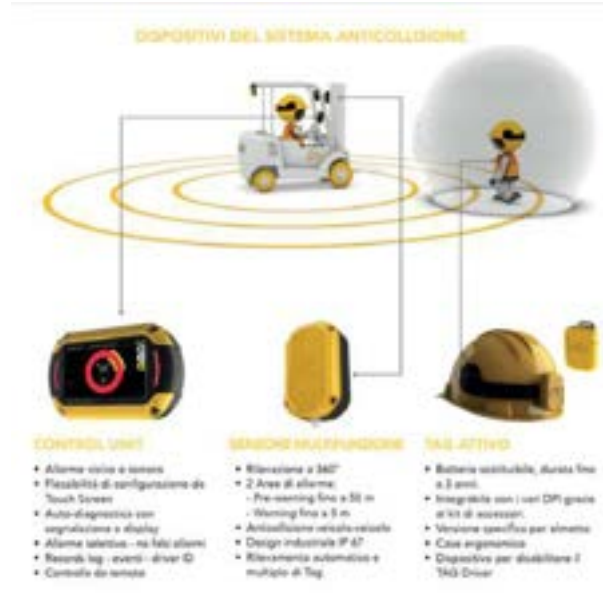 DISPOSITIVI DEL SISTEMA ANTICOLLISIONE
CONTROL UNIT
• Allarme visivo e sonoro
• Flessibilità di configurazione da
Touch Screen
• Auto-diagnostica con
segnalazione a display
• Allarme selettivo - no falsi allarmi
• Records log - eventi - driver ID
• Controllo da remoto
SENSORE MULTIFUNZIONE
• Rilevazione a 360°
• 2 Aree di allarme:
- Pre-warning fino a 50 m
- Warning fino a 5 m
• Anticollisione veicolo-veicolo
• Design industriale IP 67
• Rilevamento automatico e
multiplo di Tag.
TAG ATTIVO
• Batteria sostituibile, durata fino
a 3 anni.
• Integrabile con i vari DPI grazie
ai kit di accessori.
• Versione specifica per elmetto
• Case ergonomico
• Dispositivo per disabilitare il
TAG Driver